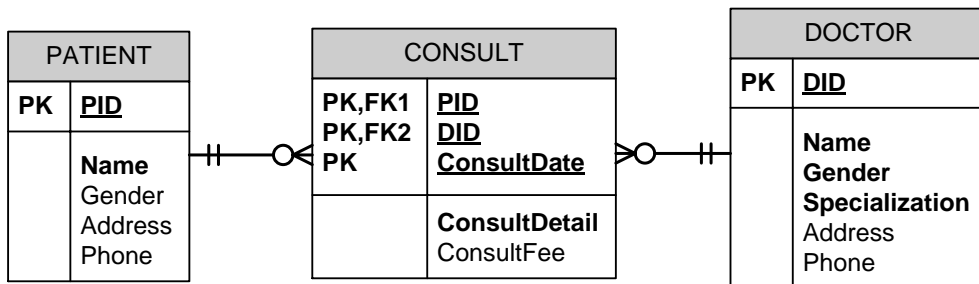 PATIENT
PK PID
Name
Gender
Address
Phone
CONSULT
PK,FK1 PID
PK,FK2 DID
PK ConsultDate
ConsultDetail
ConsultFee
DOCTOR
PK DID
Name
Gender
Specialization
Address
Phone